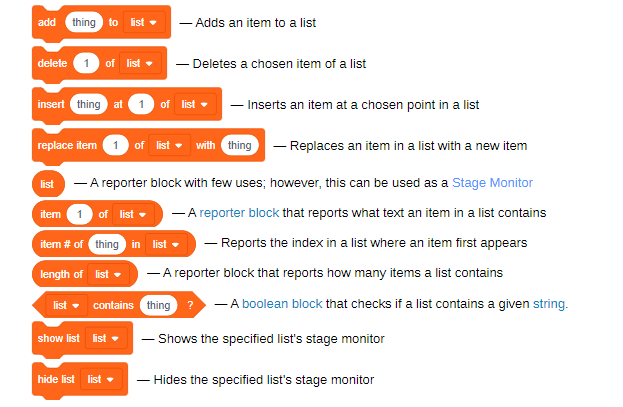 add thing to list — Adds an item to a list
delete 1 of list — Deletes a chosen item of a list
insert thing at 1 of list — Inserts an item at a chosen point in a list
replace item 1 of list with thing — Replaces an item in a list with a new item
list — A reporter block with few uses; however, this can be used as a Stage Monitor
item 1 of list — A reporter block that reports what text an item in a list contains
item # of thing in list — Reports the index in a list where an item first appears
length of list — A reporter block that reports how many items a list contains
list contains thing ? — A boolean block that checks if a list contains a given string.
show list list — Shows the specified list's stage monitor
hide list list — Hides the specified list's stage monitor